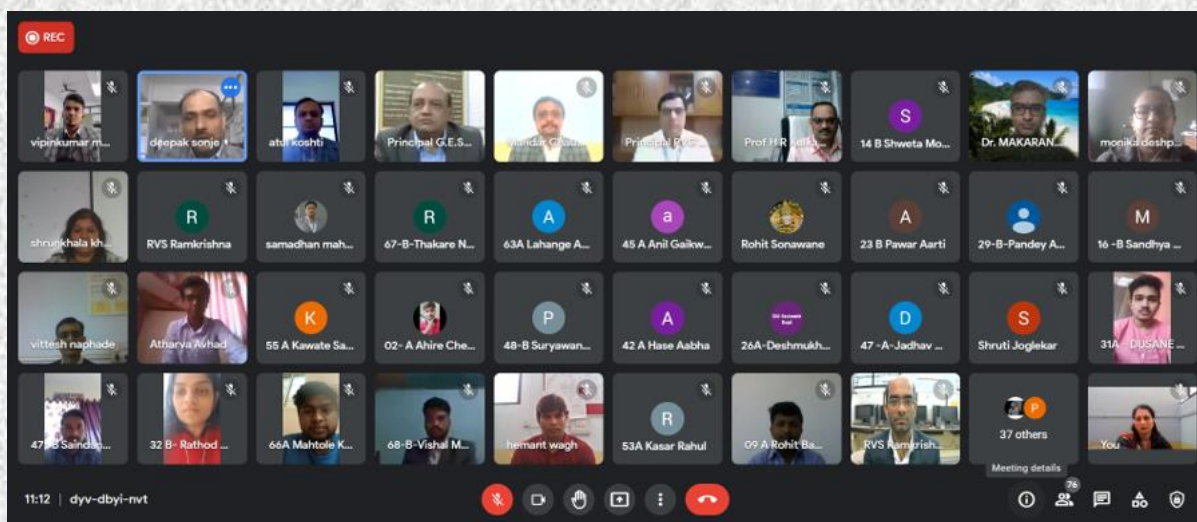 REC
vipinkumar m...
deepak sonje
atul koshti
Principal G.E.S...
Mandar Chau...
Principal RVG...
Prof H R Kulka...
S
14 B Shweta Mo...
Dr. MAKARAN...
monika deshp...
shrunkhala kh...
R
RVS Ramkrishna
samadhan mah...
R
67-B-Thakare N...
A
63A Lahange A...
a
45 A Anil Gaikw...
Rohit Sonawane
A
23 B Pawar Aarti
29-B-Pandey A...
M
16 -B Sandhya ...
vittesh naphade
Atharva Avhad
K
55 A Kawate Sa...
02- A Ahire Che...
P
48-B Suryawan...
A
42 A Hase Aabha
26A-Deshmukh...
D
47 -A-Jadhav ...
S
Shruti Joglekar
31A DUSANE ...
32 B- Rathod ...
66A Mahtole K...
68-B-Vishal M...
hemant wagh
R
53A Kasar Rahul
09 A Rohit Ba...
RVS Ramkrish...
P
37 others
You
Meeting details
11:12 | dyv-dbyi-nvt
76